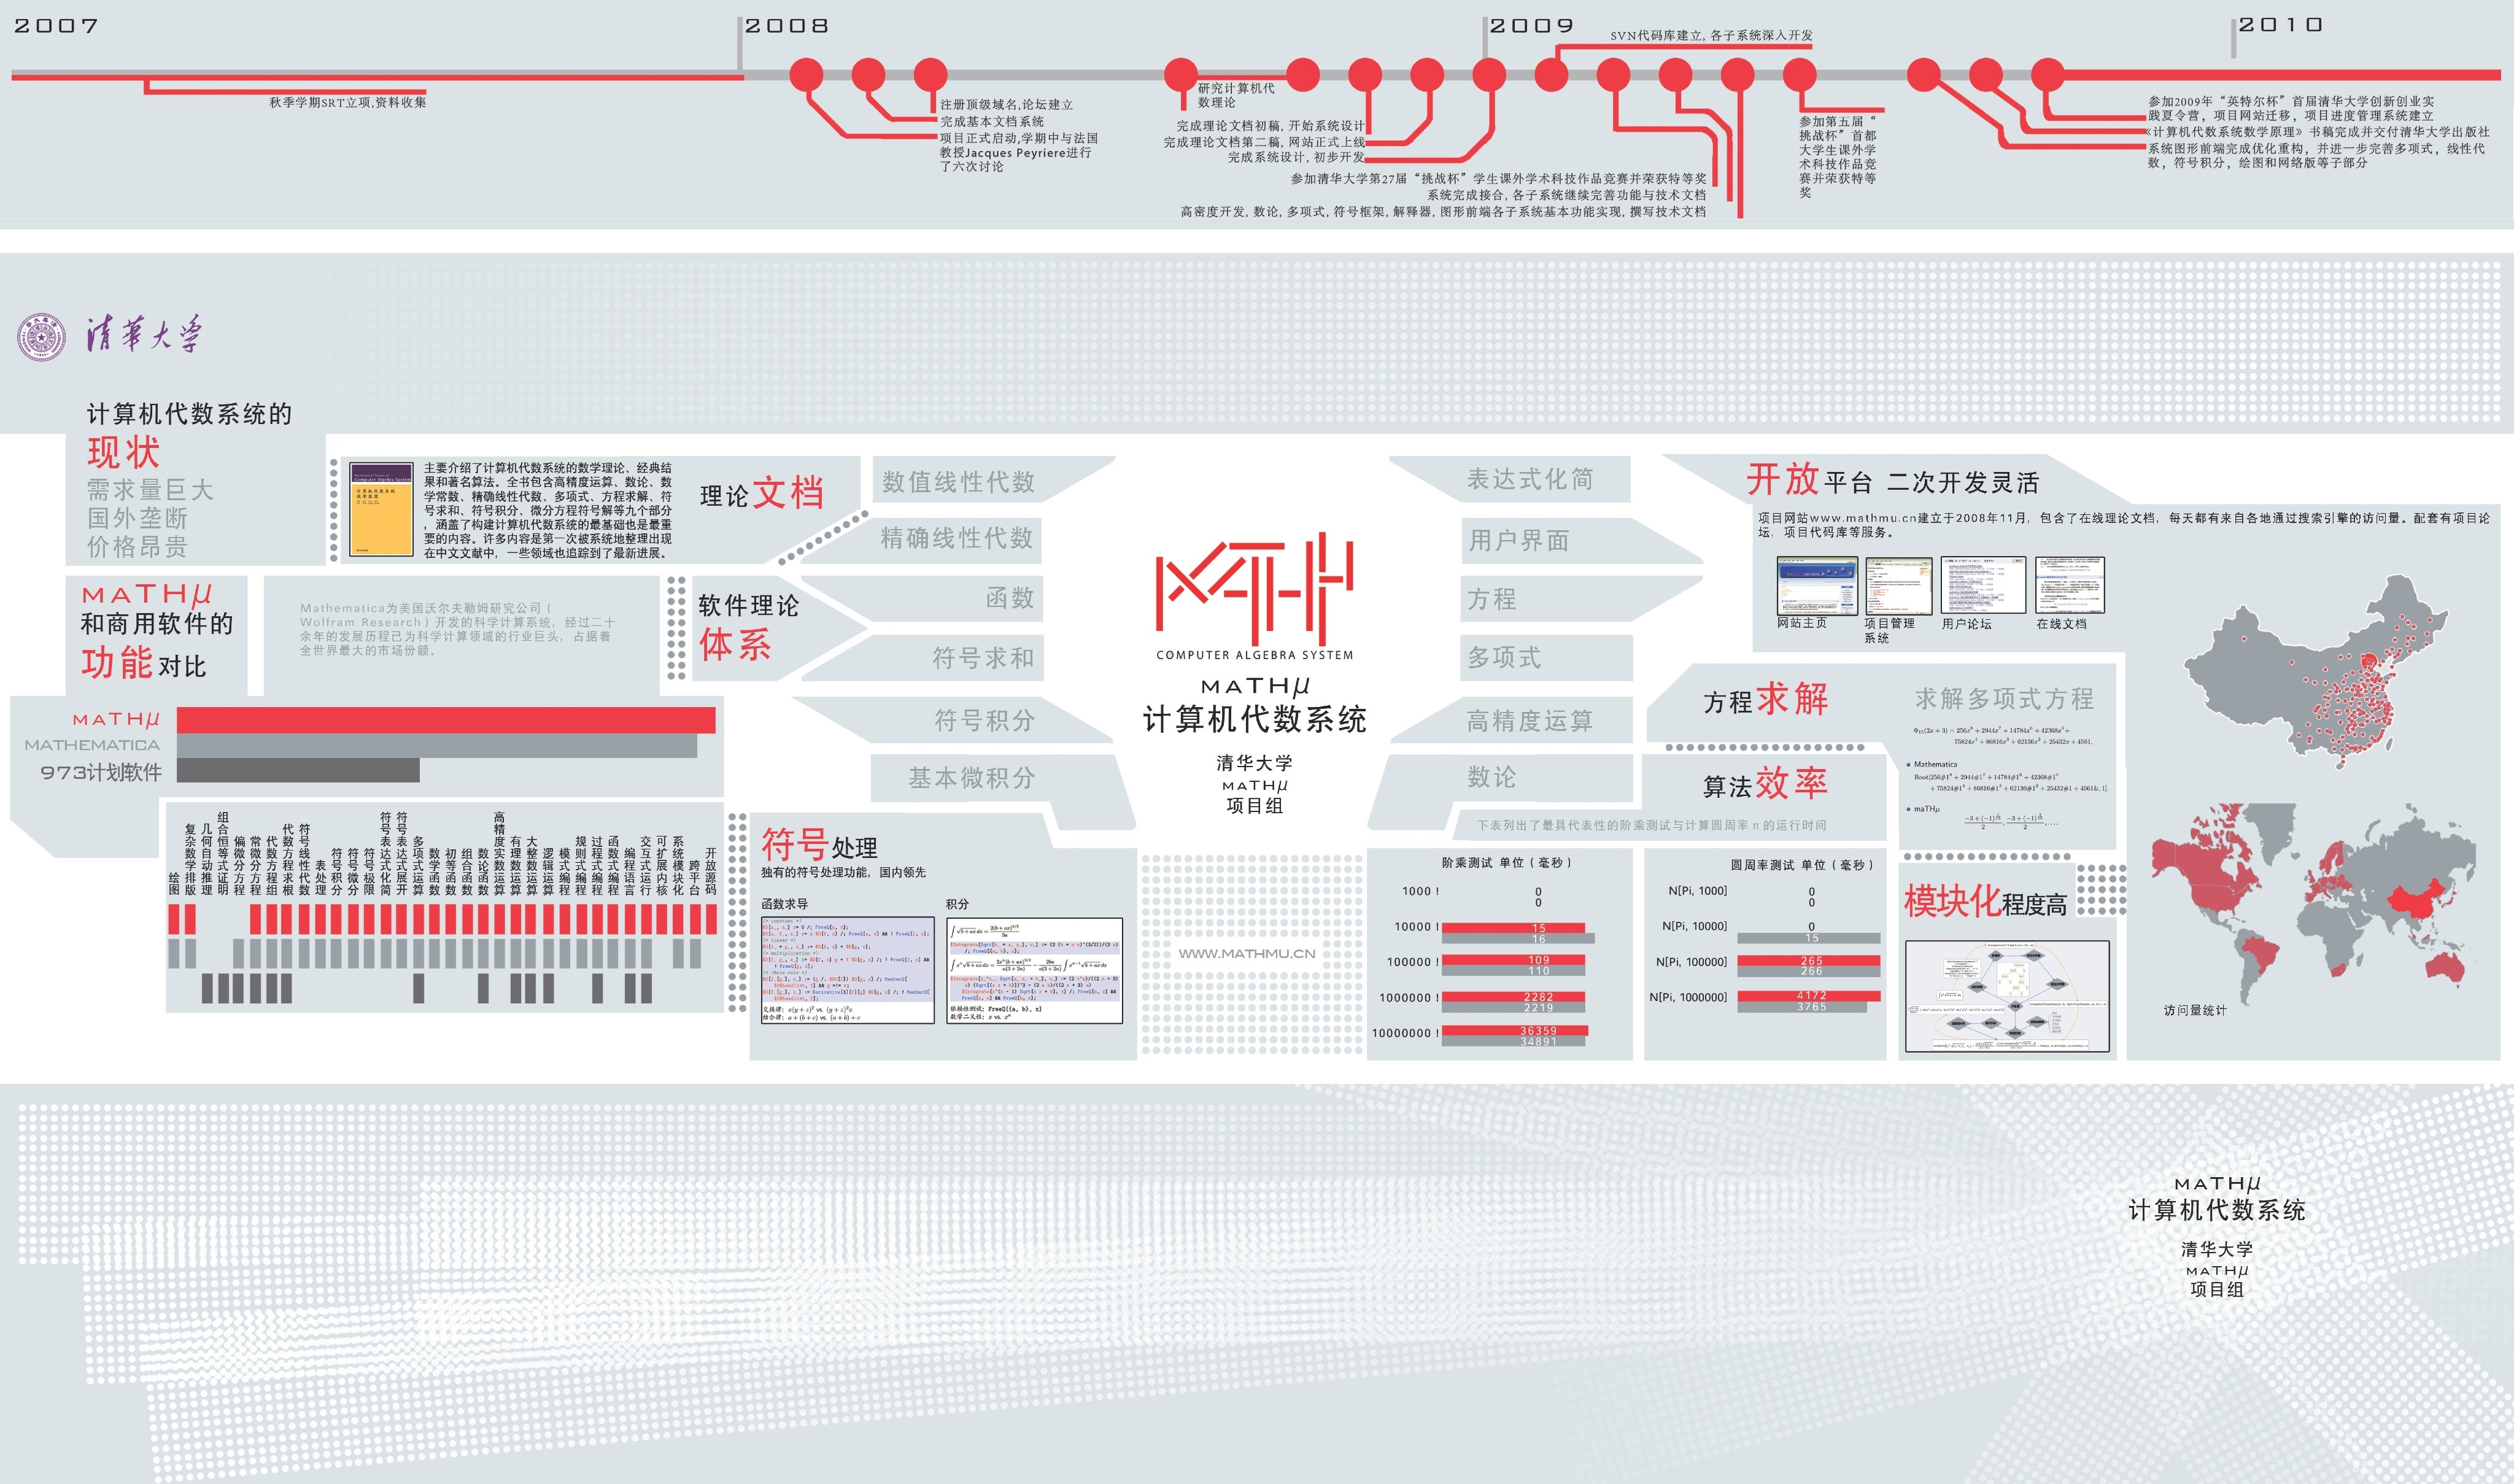 2007
2008
2009
2010
秋季学期SRT立项,资料收集
注册顶级域名,论坛建立
完成基本文档系统
项目正式启动,学期中与法国
教授Jacques Peyriere进行
了六次讨论
研究计算机代
数理论
完成理论文档初稿, 开始系统设计
完成理论文档第二稿, 网站正式上线
完成系统设计, 初步开发
SVN代码库建立, 各子系统深入开发
参加清华大学第27届“挑战杯”学生课外学术科技作品竞赛并荣获特等奖
系统完成接合, 各子系统继续完善功能与技术文档
高密度开发, 数论, 多项式, 符号框架, 解释器, 图形前端各子系统基本功能实现, 撰写技术文档
参加第五届“
挑战杯”首都
大学生课外学
术科技作品竞
赛并荣获特等
奖
参加2009年“英特尔杯”首届清华大学创新创业实
践夏令营，项目网站迁移，项目进度管理系统建立
《计算机代数系统数学原理》书稿完成并交付清华大学出版社
系统图形前端完成优化重构，并进一步完善多项式，线性代
数，符号积分，绘图和网络版等子部分
清华大学
计算机代数系统的
现状
需求量巨大
国外垄断
价格昂贵
主要介绍了计算机代数系统的数学理论、经典结
果和著名算法。全书包含高精度运算、数论、数
学常数、精确线性代数、多项式、方程求解、符
号求和、符号积分、微分方程符号解等九个部分
，涵盖了构建计算机代数系统的最基础也是最重
要的内容。许多内容是第一次被系统地整理出现
在中文文献中，一些领域也追踪到了最新进展。
理论文档
MATHμ
和商用软件的
功能对比
Mathematica为美国沃尔夫勒姆研究公司（
Wolfram Research）开发的科学计算系统，经过二十
余年的发展历程已为科学计算领域的行业巨头，占据着
全世界最大的市场份额。
软件理论
体系
MATHμ
MATHEMATICA
973计划软件
绘图
复杂数学排版
几何自动推理
组合恒等式证明
偏微分方程
常微分方程
代数方程组
代数方程求根
符号线性代数
表处理
符号积分
符号微分
符号极限
符号表达式化简
符号表达式展开
多项式运算
数学函数
初等函数
组合函数
数论函数
高精度实数运算
有理数运算
大整数运算
逻辑运算
模式编程
规则式编程
过程式编程
函数式编程
编程语言
交互式运行
可扩展内核
系统模块化
跨平台
开放源码
数值线性代数
精确线性代数
函数
符号求和
符号积分
基本微积分
符号处理
独有的符号处理功能，国内领先
函数求导
积分
交换律: x(y+z)² vs. (y+z)²x
结合律: a+(b+c) vs. (a+b)+c
依赖性测试: FreeQ[{a, b}, x]
数学二义性: x vs. xⁿ
COMPUTER ALGEBRA SYSTEM
MATHμ
计算机代数系统
清华大学
MATHμ
项目组
WWW.MATHMU.CN
表达式化简
用户界面
方程
多项式
高精度运算
数论
下表列出了最具代表性的阶乘测试与计算圆周率π的运行时间
阶乘测试 单位（毫秒）
1000！
0
0
10000！
15
16
100000！
109
110
1000000！
2282
2219
10000000！
36359
34891
圆周率测试 单位（毫秒）
N[Pi, 1000]
0
0
N[Pi, 10000]
0
15
N[Pi, 100000]
265
266
N[Pi, 1000000]
4172
3765
开放平台 二次开发灵活
项目网站www.mathmu.cn建立于2008年11月，包含了在线理论文档，每天都有来自各地通过搜索引擎的访问量。配套有项目论
坛，项目代码库等服务。
网站主页
项目管理
系统
用户论坛
在线文档
方程求解
算法效率
求解多项式方程
Mathematica
maTHμ
模块化程度高
访问量统计
MATHμ
计算机代数系统
清华大学
MATHμ
项目组